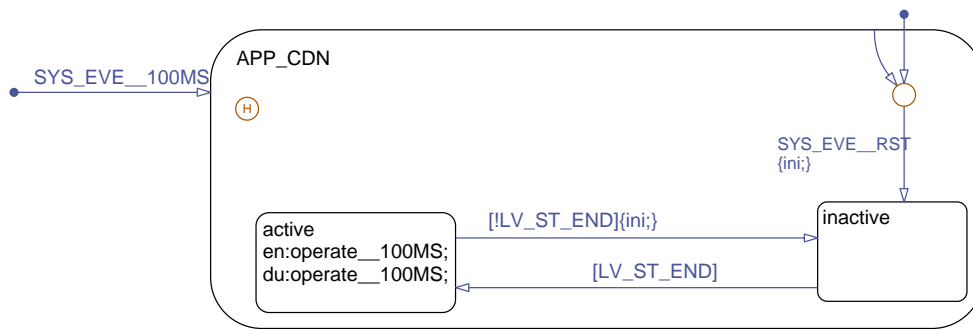 APP_CDN
SYS_EVE__100MS
H
SYS_EVE__RST
{ini;}
active
en:operate__100MS;
du:operate__100MS;
[!LV_ST_END]{ini;}
[LV_ST_END]
inactive